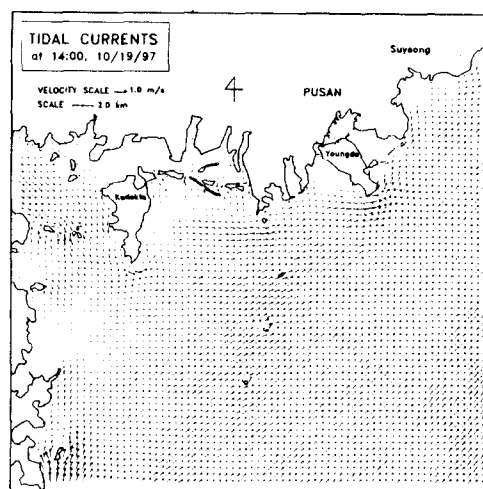 TIDAL CURRENTS
at 14:00, 10/19/97
VELOCITY SCALE 1.0 m/s
SCALE 2.0 km
4
PUSAN
Suyeong
Youngdo